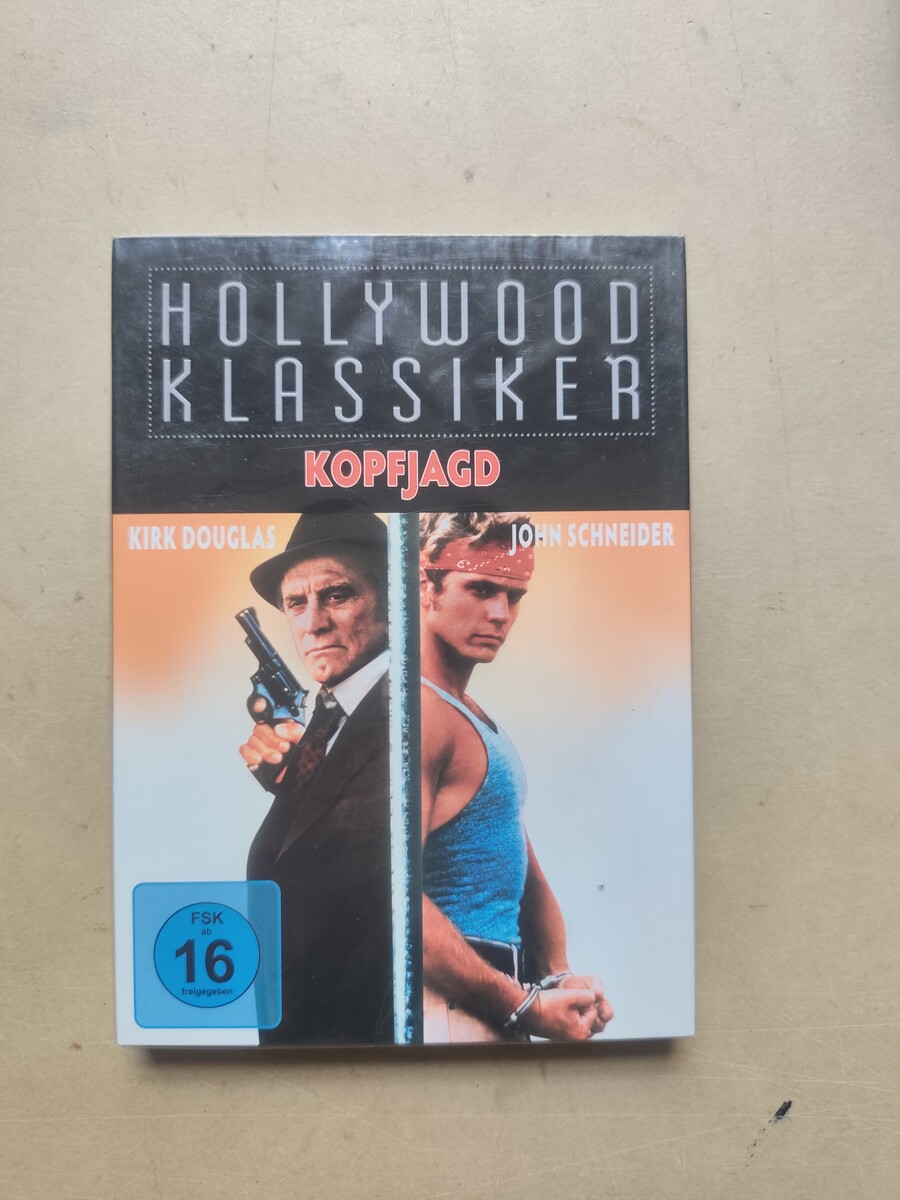 HOLLYWOOD
KLASSIKER
KOPFJAGD
KIRK DOUGLAS
JOHN SCHNEIDER
FSK
ab
16
freigegeben